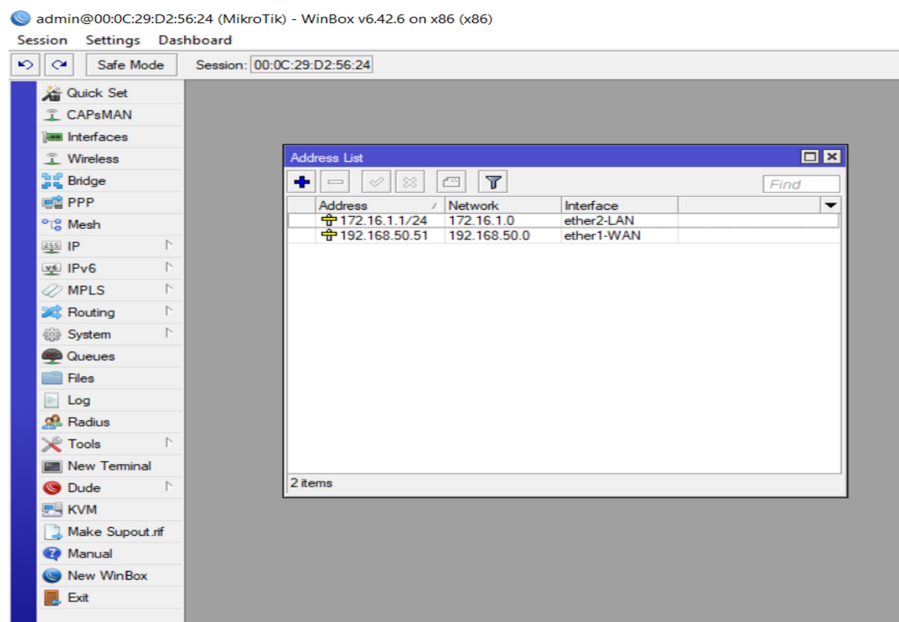 admin@00:0C:29:D2:56:24 (MikroTik) - WinBox v6.42.6 on x86 (x86)
Session Settings Dashboard
Safe Mode Session: 00:0C:29:D2:56:24
Quick Set
CAPsMAN
Interfaces
Wireless
Bridge
PPP
Mesh
IP
IPv6
MPLS
Routing
System
Queues
Files
Log
Radius
Tools
New Terminal
Dude
KVM
Make Supout.rif
Manual
New WinBox
Exit
Address List
Find
Address Network Interface
172.16.1.1/24 172.16.1.0 ether2-LAN
192.168.50.51 192.168.50.0 ether1-WAN
2 items